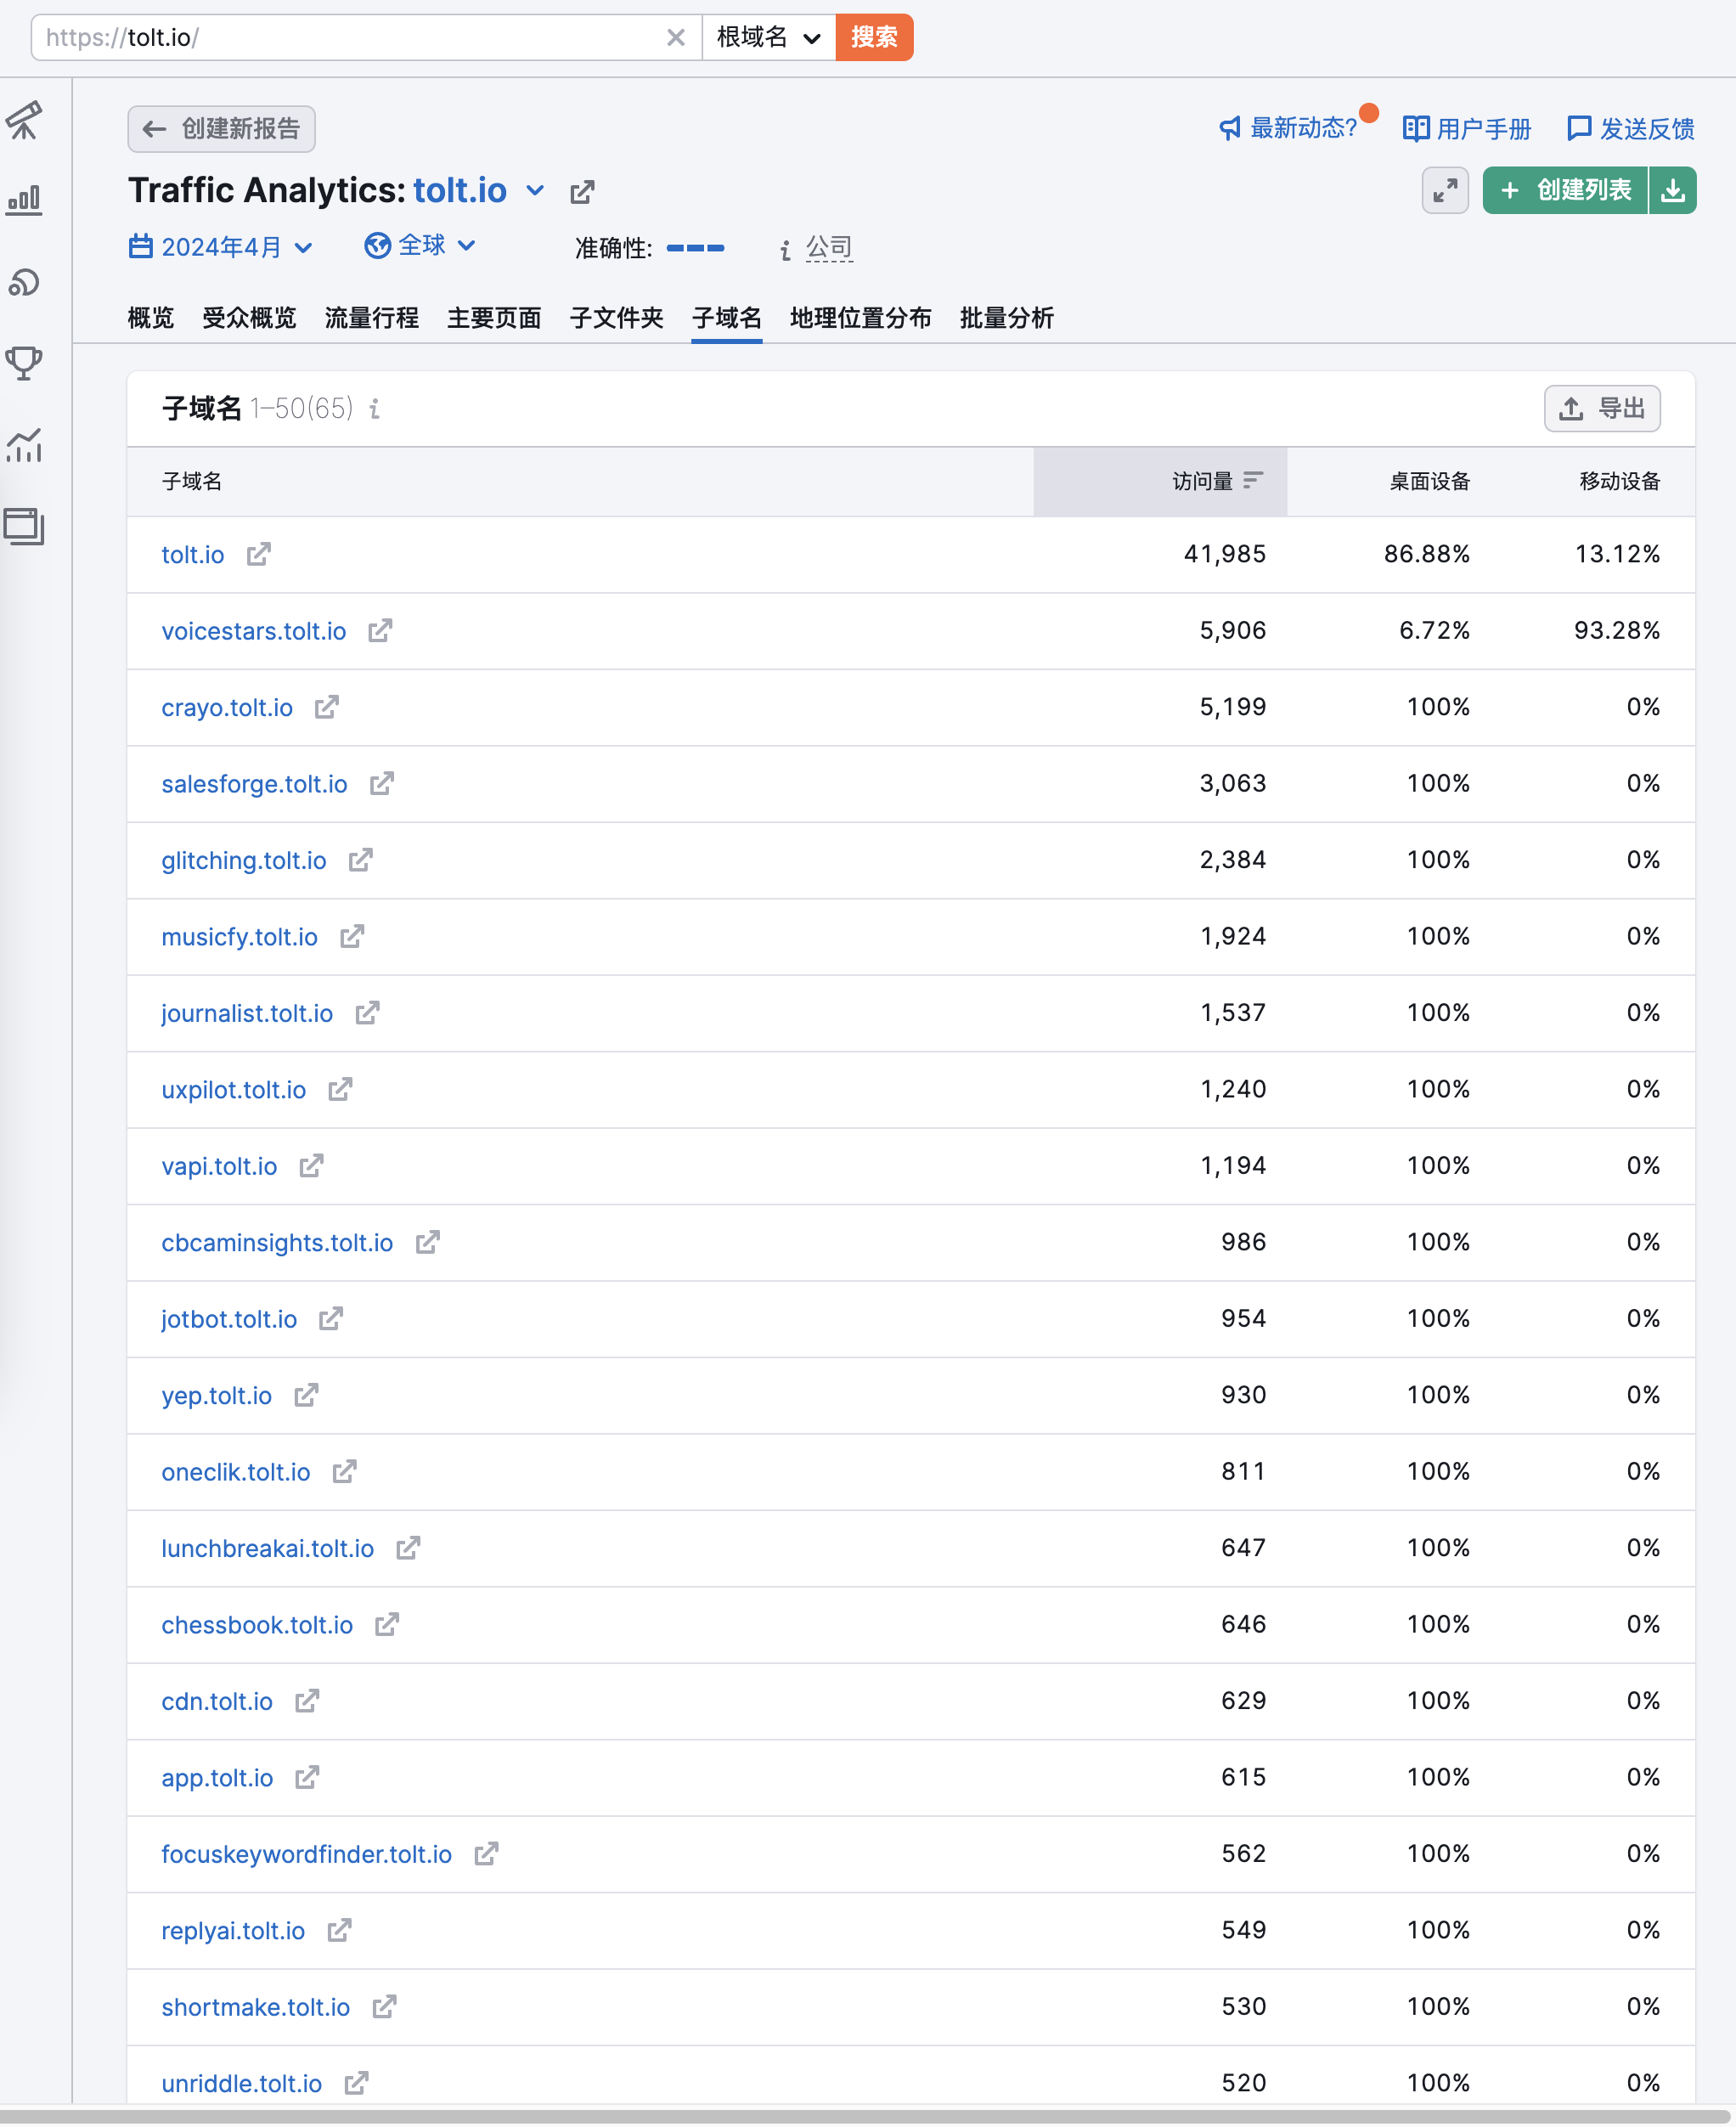 https://tolt.io/ 根域名 搜索
创建新报告 最新动态? 用户手册 发送反馈
Traffic Analytics: tolt.io + 创建列表
2024年4月 全球 准确性: i 公司
概览 受众概览 流量行程 主要页面 子文件夹 子域名 地理位置分布 批量分析
子域名 1–50(65) i 导出
子域名 访问量 桌面设备 移动设备
tolt.io 41,985 86.88% 13.12%
voicestars.tolt.io 5,906 6.72% 93.28%
crayo.tolt.io 5,199 100% 0%
salesforge.tolt.io 3,063 100% 0%
glitching.tolt.io 2,384 100% 0%
musicfy.tolt.io 1,924 100% 0%
journalist.tolt.io 1,537 100% 0%
uxpilot.tolt.io 1,240 100% 0%
vapi.tolt.io 1,194 100% 0%
cbcaminsights.tolt.io 986 100% 0%
jotbot.tolt.io 954 100% 0%
yep.tolt.io 930 100% 0%
oneclik.tolt.io 811 100% 0%
lunchbreakai.tolt.io 647 100% 0%
chessbook.tolt.io 646 100% 0%
cdn.tolt.io 629 100% 0%
app.tolt.io 615 100% 0%
focuskeywordfinder.tolt.io 562 100% 0%
replyai.tolt.io 549 100% 0%
shortmake.tolt.io 530 100% 0%
unriddle.tolt.io 520 100% 0%